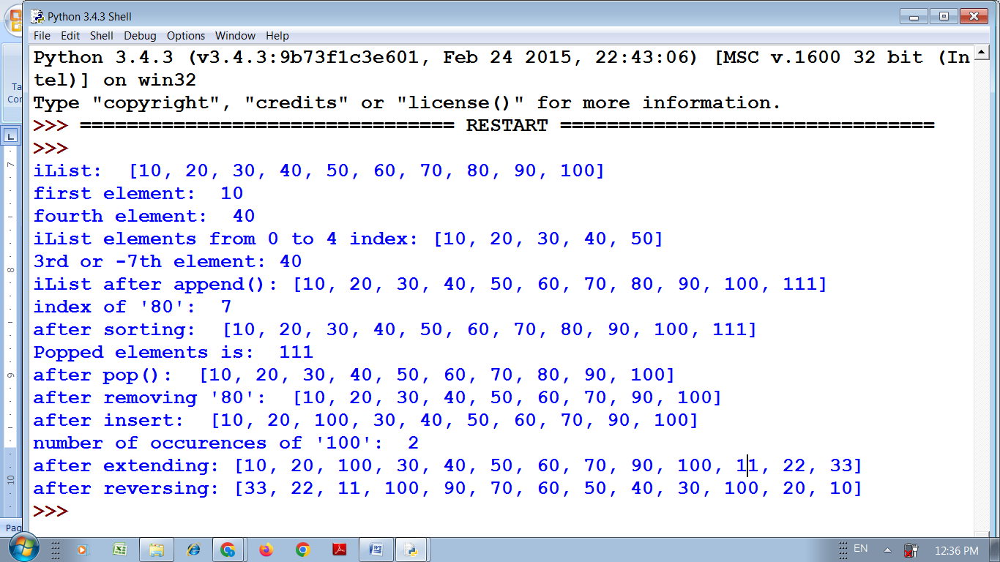 Python 3.4.3 Shell
File Edit Shell Debug Options Window Help
Python 3.4.3 (v3.4.3:9b73f1c3e601, Feb 24 2015, 22:43:06) [MSC v.1600 32 bit (In
tel)] on win32
Type "copyright", "credits" or "license()" for more information.
>>> ================================ RESTART ================================
>>>
iList:  [10, 20, 30, 40, 50, 60, 70, 80, 90, 100]
first element:  10
fourth element:  40
iList elements from 0 to 4 index: [10, 20, 30, 40, 50]
3rd or -7th element: 40
iList after append(): [10, 20, 30, 40, 50, 60, 70, 80, 90, 100, 111]
index of '80':  7
after sorting:  [10, 20, 30, 40, 50, 60, 70, 80, 90, 100, 111]
Popped elements is:  111
after pop():  [10, 20, 30, 40, 50, 60, 70, 80, 90, 100]
after removing '80':  [10, 20, 30, 40, 50, 60, 70, 90, 100]
after insert:  [10, 20, 100, 30, 40, 50, 60, 70, 90, 100]
number of occurences of '100':  2
after extending: [10, 20, 100, 30, 40, 50, 60, 70, 90, 100, 11, 22, 33]
after reversing: [33, 22, 11, 100, 90, 70, 60, 50, 40, 30, 100, 20, 10]
>>>
Ta
Cor
L
7
8
9
10
Pag
EN
12:36 PM